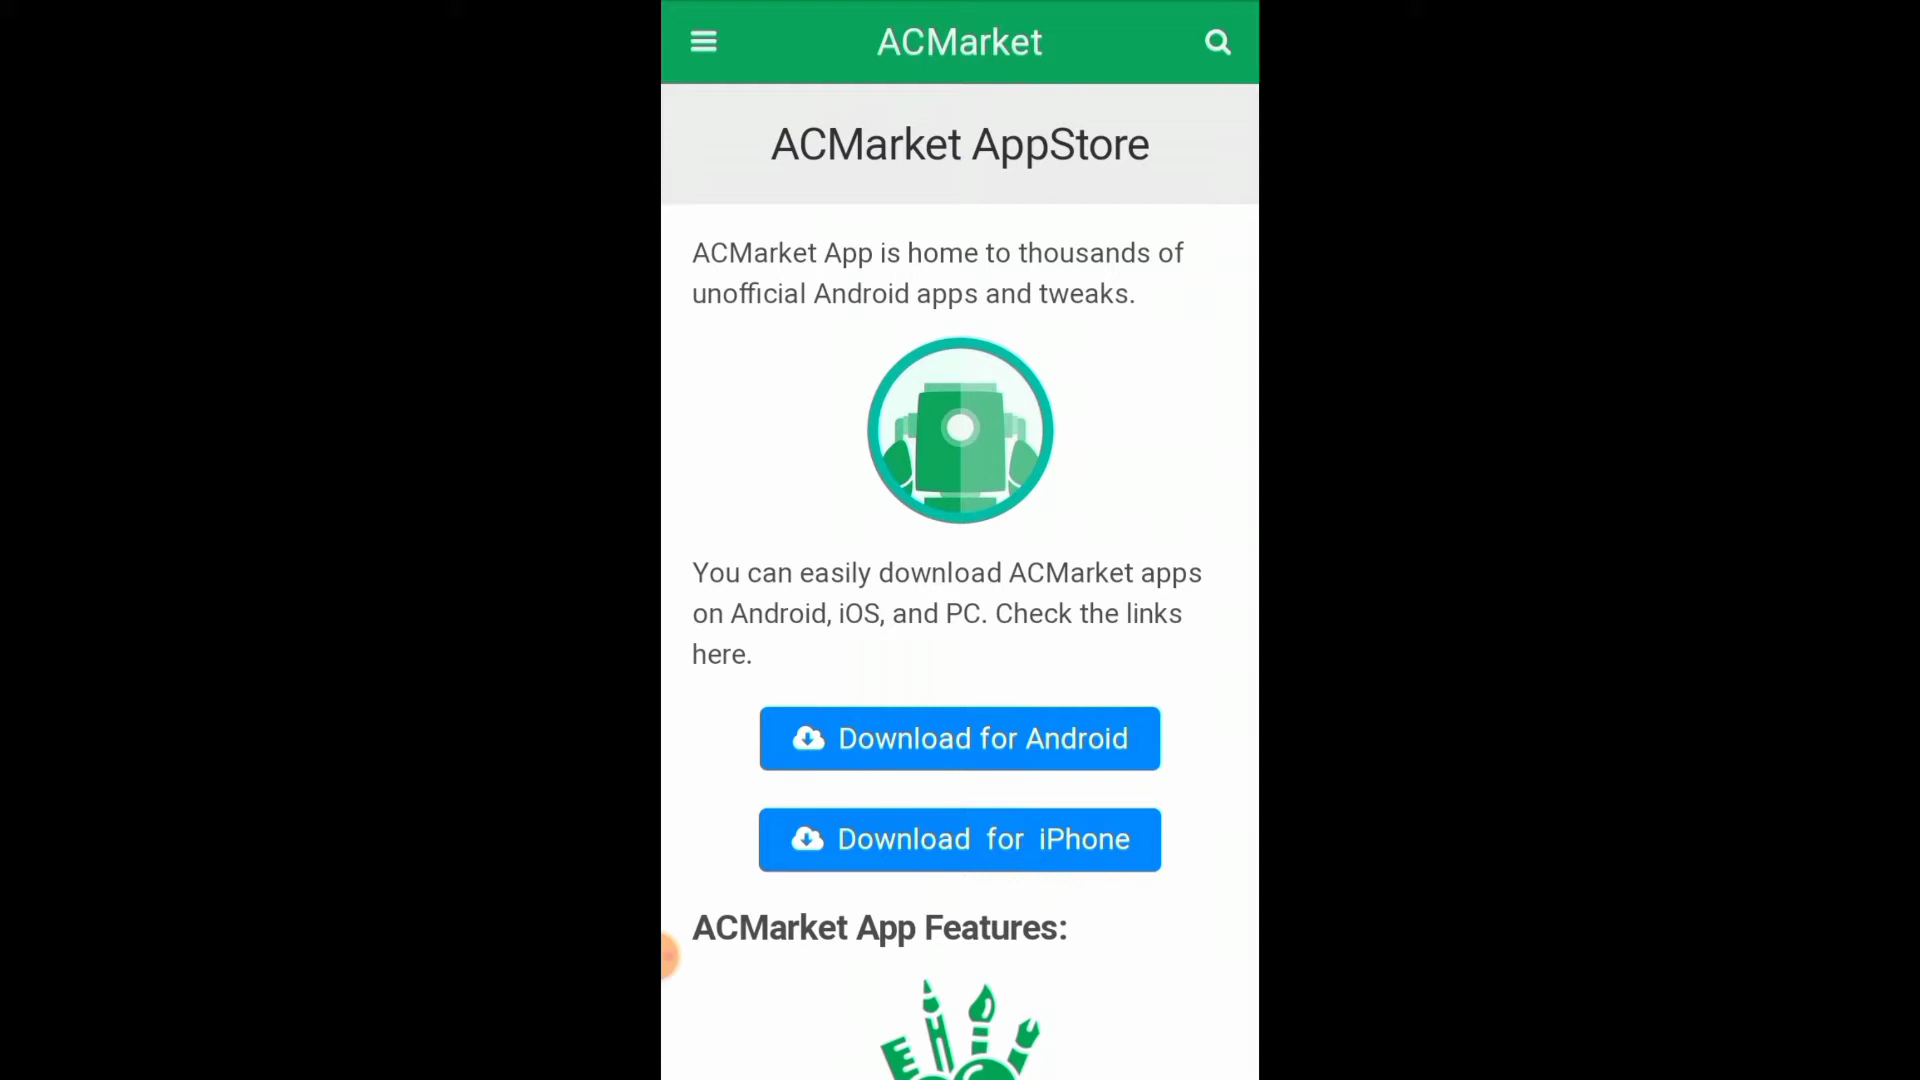 ACMarket
ACMarket AppStore
ACMarket App is home to thousands of
unofficial Android apps and tweaks.
You can easily download ACMarket apps
on Android, iOS, and PC. Check the links
here.
Download for Android
Download for iPhone
ACMarket App Features: